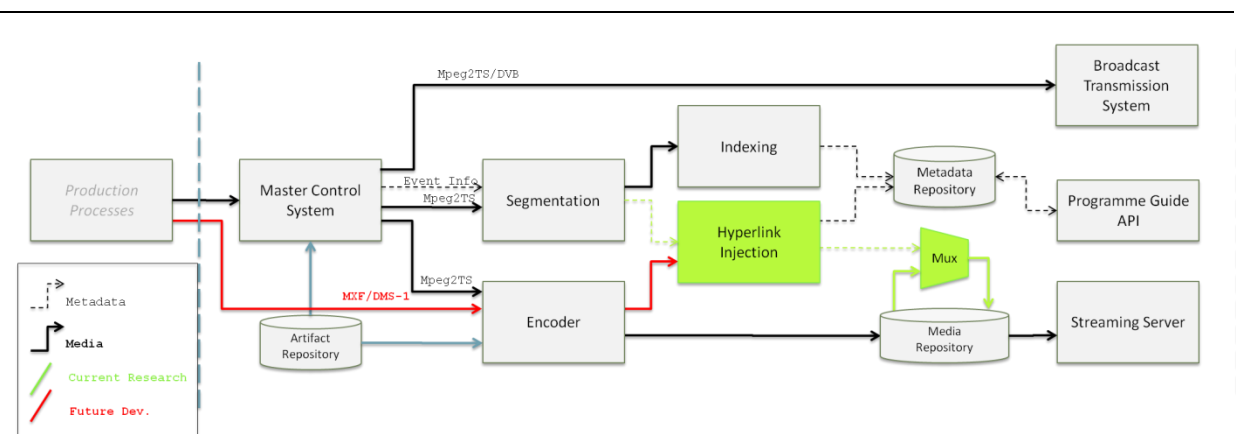 Mpeg2TS/DVB
Broadcast
Transmission
System
Production
Processes
Master Control
System
Event Info
Mpeg2TS
Segmentation
Indexing
Metadata
Repository
Programme Guide
API
Hyperlink
Injection
Mux
Mpeg2TS
MXF/DMS-1
Encoder
Artifact
Repository
Media
Repository
Streaming Server
Metadata
Media
Current Research
Future Dev.